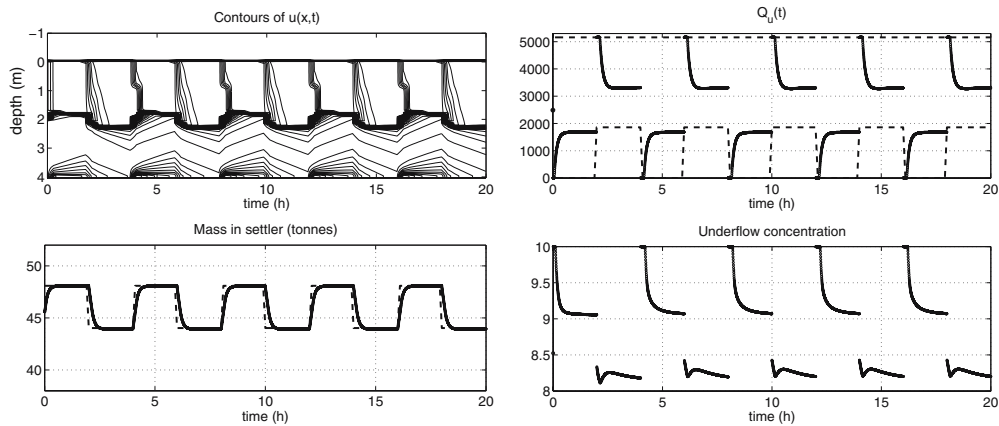 Contours of u(x,t)
−1
0
1
2
3
4
depth (m)
0 5 10 15 20
time (h)
Q_u(t)
5000
4000
3000
2000
1000
0
0 5 10 15 20
time (h)
Mass in settler (tonnes)
50
45
40
0 5 10 15 20
time (h)
Underflow concentration
10
9.5
9
8.5
8
0 5 10 15 20
time (h)